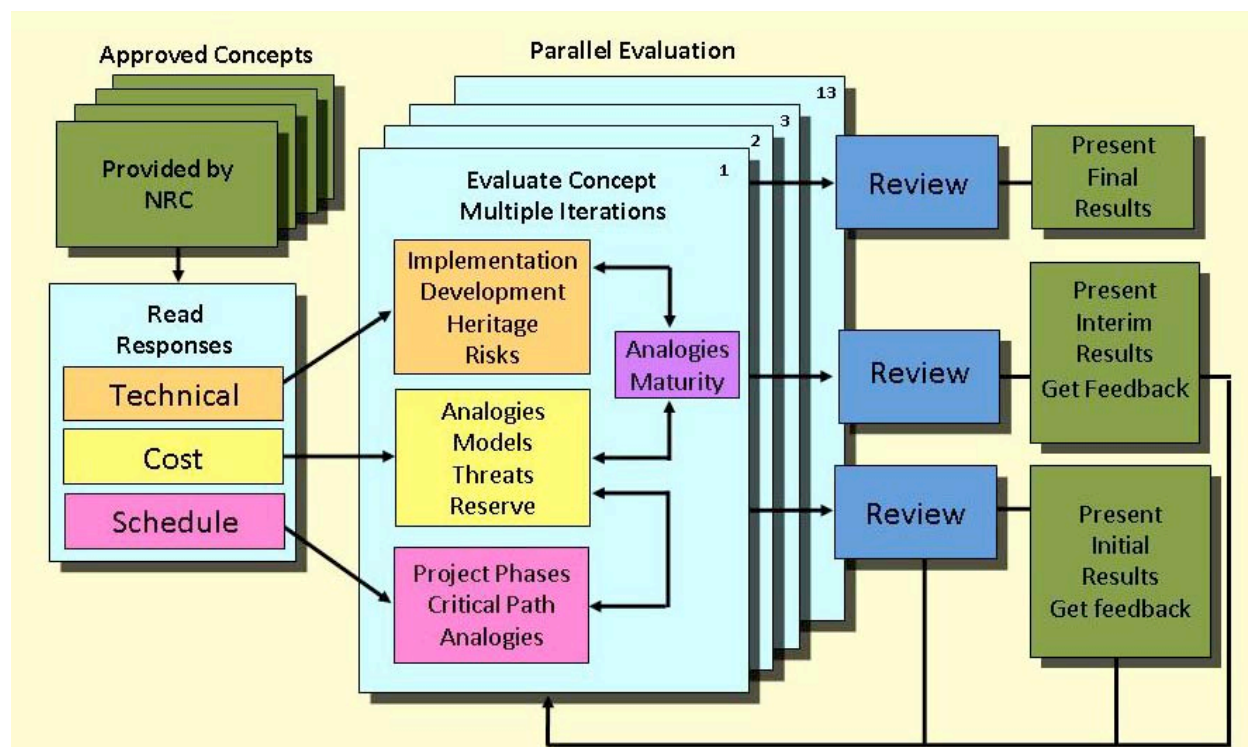 Approved Concepts
Provided by
NRC
Read
Responses
Technical
Cost
Schedule
Parallel Evaluation
13
3
2
1
Evaluate Concept
Multiple Iterations
Implementation
Development
Heritage
Risks
Analogies
Maturity
Analogies
Models
Threats
Reserve
Project Phases
Critical Path
Analogies
Review
Present
Final
Results
Review
Present
Interim
Results
Get Feedback
Review
Present
Initial
Results
Get feedback